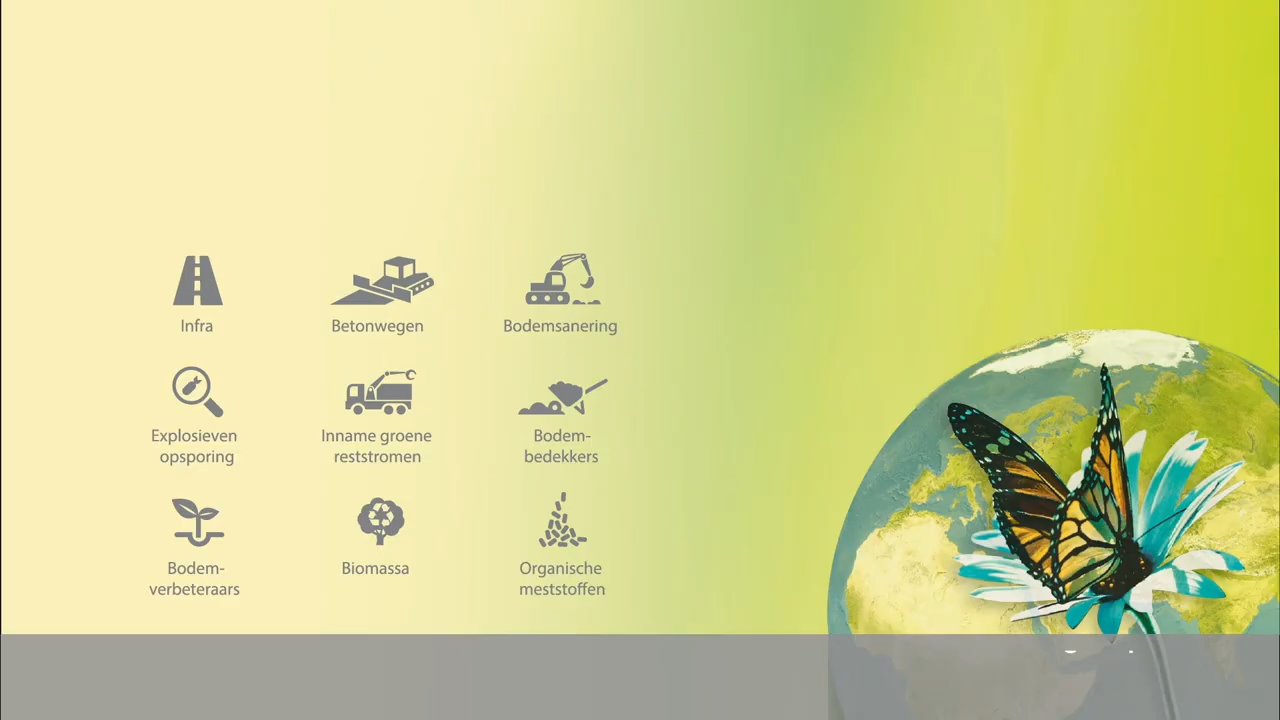 Infra
Betonwegen
Bodemsanering
Explosieven
opsporing
Inname groene
reststromen
Bodem-
bedekkers
Bodem-
verbeteraars
Biomassa
Organische
meststoffen